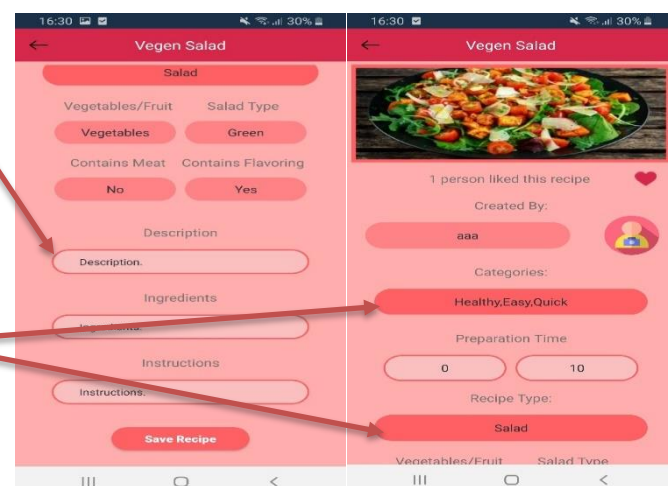 16:30
30%
Vegen Salad
Salad
Vegetables/Fruit Salad Type
Vegetables Green
Contains Meat Contains Flavoring
No Yes
Description
Description.
Ingredients
Ingredients.
Instructions
Instructions.
Save Recipe
16:30
30%
Vegen Salad
1 person liked this recipe
Created By:
aaa
Categories:
Healthy,Easy,Quick
Preparation Time
0 10
Recipe Type:
Salad
Vegetables/Fruit Salad Type